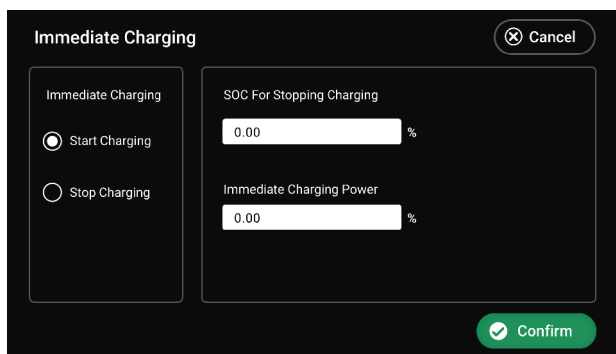 Immediate Charging
Cancel
Immediate Charging
Start Charging
Stop Charging
SOC For Stopping Charging
0.00 %
Immediate Charging Power
0.00 %
Confirm